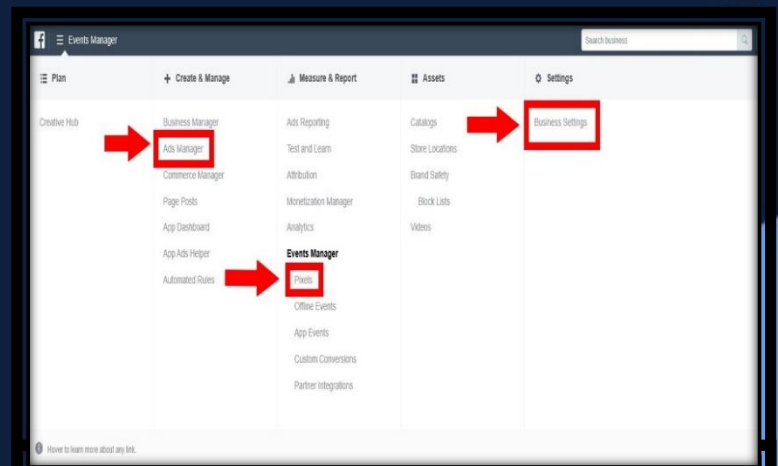 f Events Manager
Search business
Plan
Creative Hub
Create & Manage
Business Manager
Ads Manager
Commerce Manager
Page Posts
App Dashboard
App Ads Helper
Automated Rules
Measure & Report
Ads Reporting
Test and Learn
Attribution
Monetization Manager
Analytics
Events Manager
Pixels
Offline Events
App Events
Custom Conversions
Partner Integrations
Assets
Catalogs
Store Locations
Brand Safety
Block Lists
Videos
Settings
Business Settings
Hover to learn more about any link.